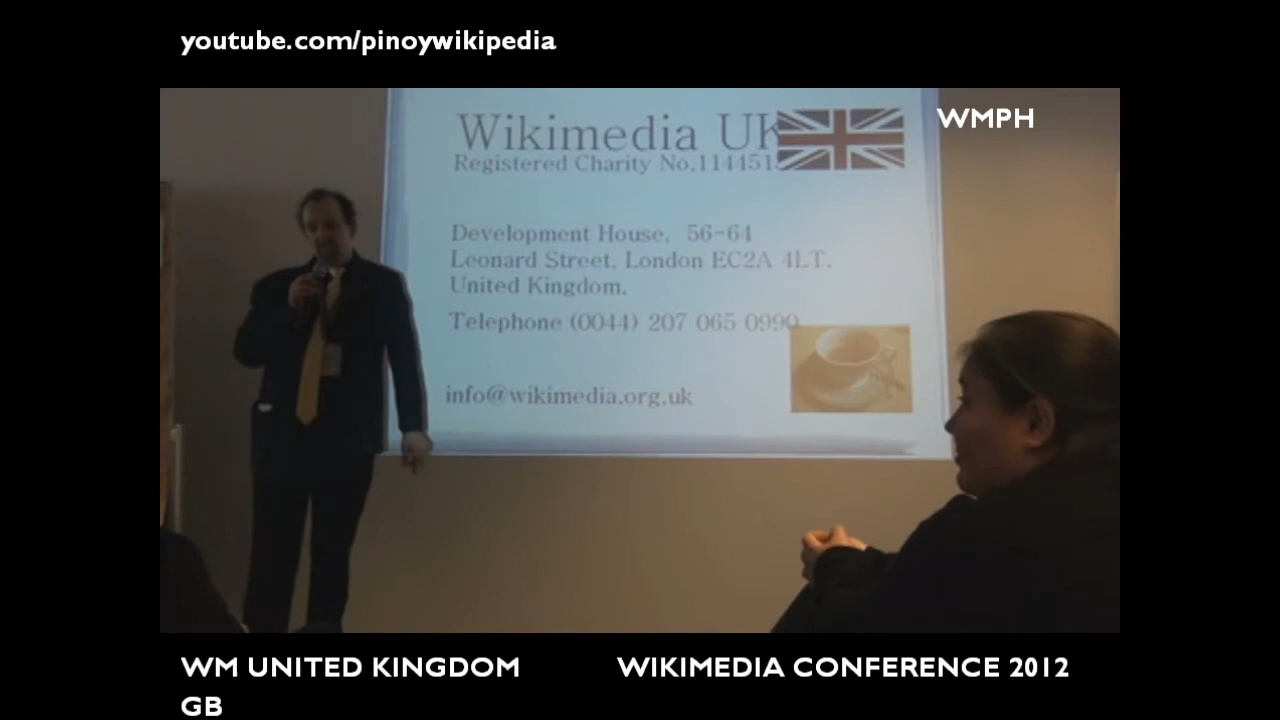 youtube.com/pinoywikipedia
WMPH
Wikimedia UK
Registered Charity No.114451
Development House, 56-64
Leonard Street, London EC2A 4LT.
United Kingdom.
Telephone (0044) 207 065 0990
info@wikimedia.org.uk
WM UNITED KINGDOM
WIKIMEDIA CONFERENCE 2012
GB